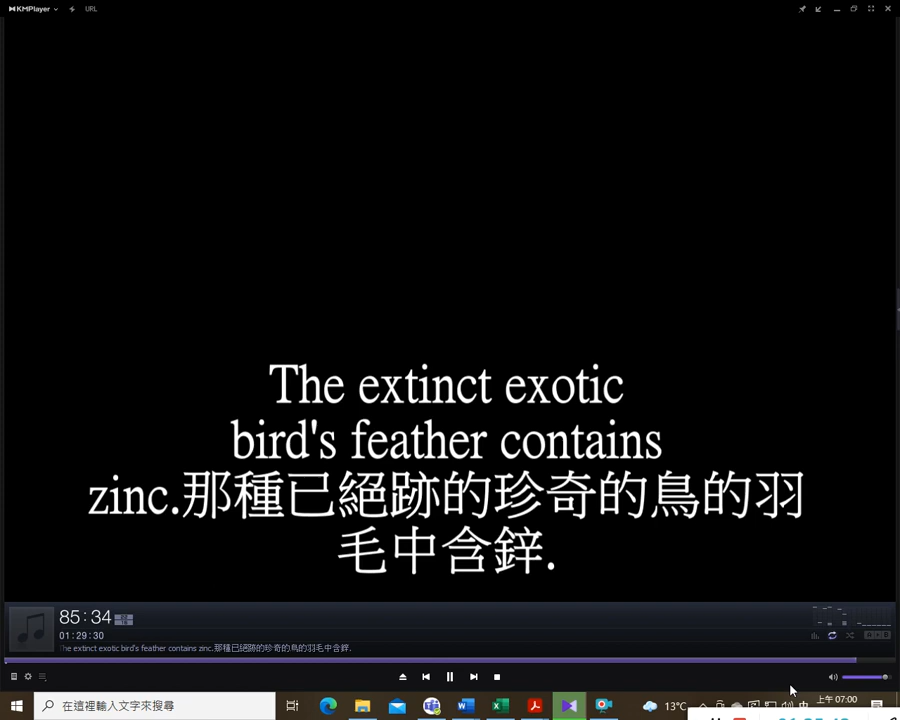 KMPlayer
URL
The extinct exotic
bird's feather contains
zinc.那種已絕跡的珍奇的鳥的羽
毛中含鋅.
85:34
01:29:30
The extinct exotic bird's feather contains zinc.那種已絕跡的珍奇的鳥的羽毛中含鋅.
在這裡輸入文字來搜尋
13°C
中
上午 07:00